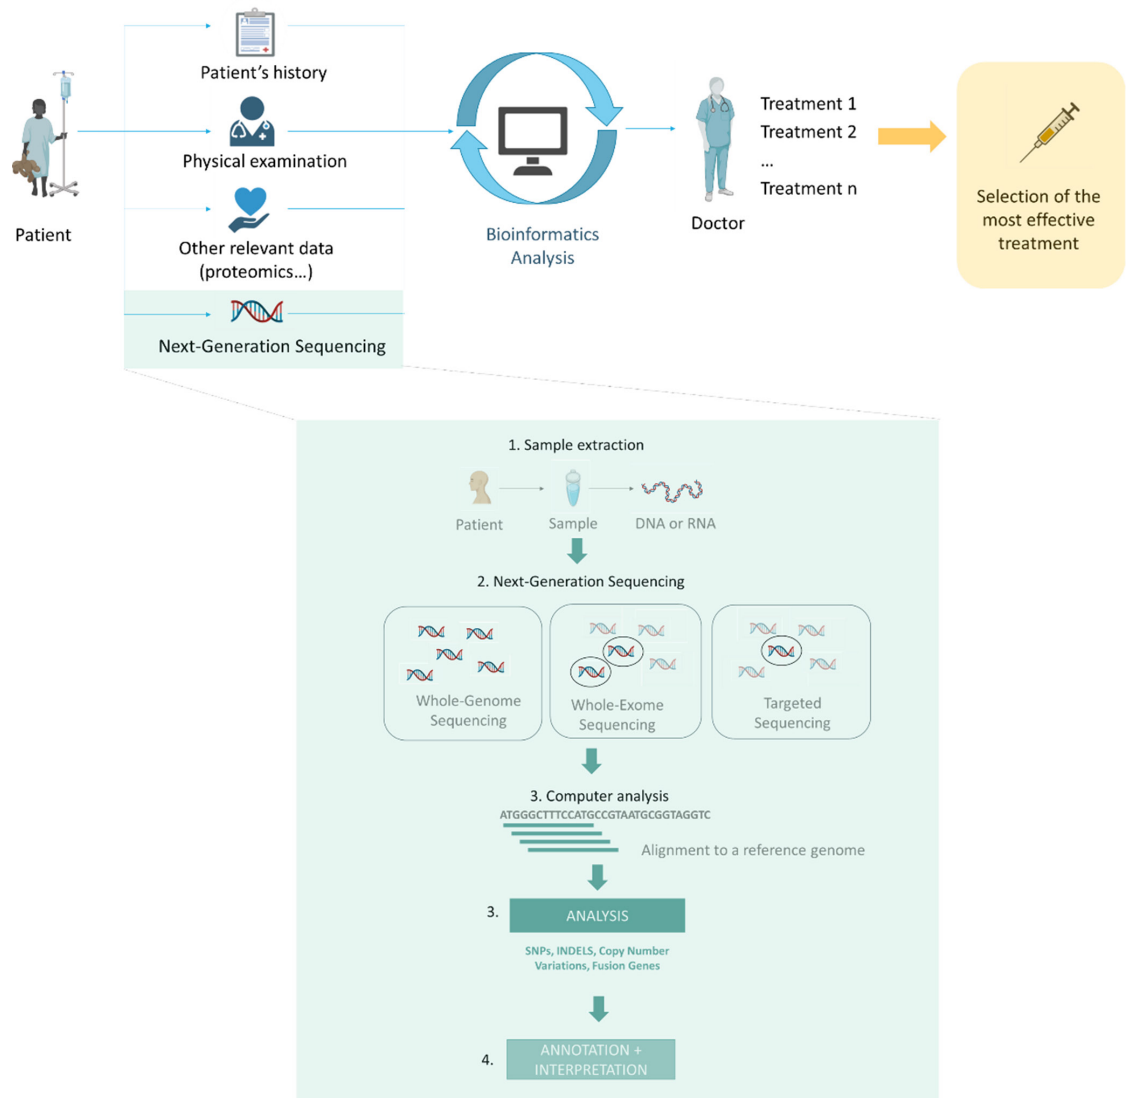 Patient's history
Physical examination
Other relevant data
(proteomics...)
Next-Generation Sequencing
Patient
Bioinformatics
Analysis
Doctor
Treatment 1
Treatment 2
...
Treatment n
Selection of the
most effective
treatment
1. Sample extraction
Patient
Sample
DNA or RNA
2. Next-Generation Sequencing
Whole-Genome
Sequencing
Whole-Exome
Sequencing
Targeted
Sequencing
3. Computer analysis
ATGGGCTTTCCATGCCGTAATGCGGTAGGTC
Alignment to a reference genome
3. ANALYSIS
SNPs, INDELS, Copy Number
Variations, Fusion Genes
4. ANNOTATION +
INTERPRETATION